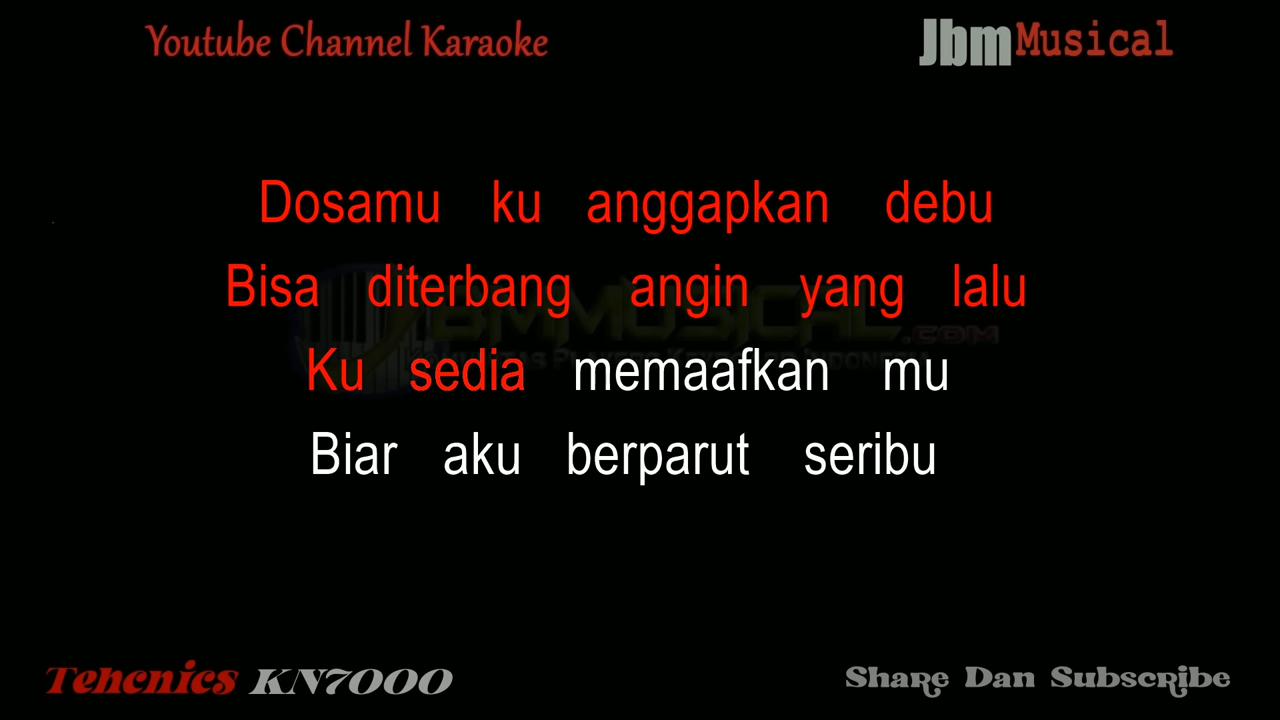 Youtube Channel Karaoke
JbmMusical
Dosamu ku anggapkan debu
Bisa diterbang angin yang lalu
Ku sedia memaafkan mu
Biar aku berparut seribu
Tehcnics KN7000
Share Dan Subscribe